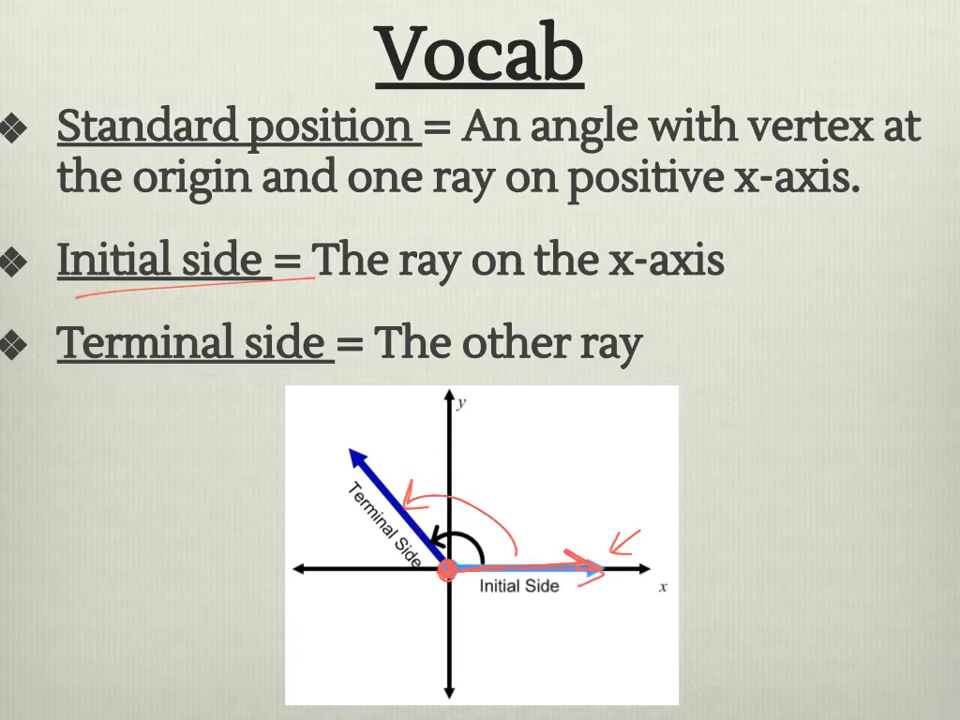 Vocab
❖ Standard position = An angle with vertex at
the origin and one ray on positive x-axis.
❖ Initial side = The ray on the x-axis
❖ Terminal side = The other ray
y
Terminal Side
Initial Side
x